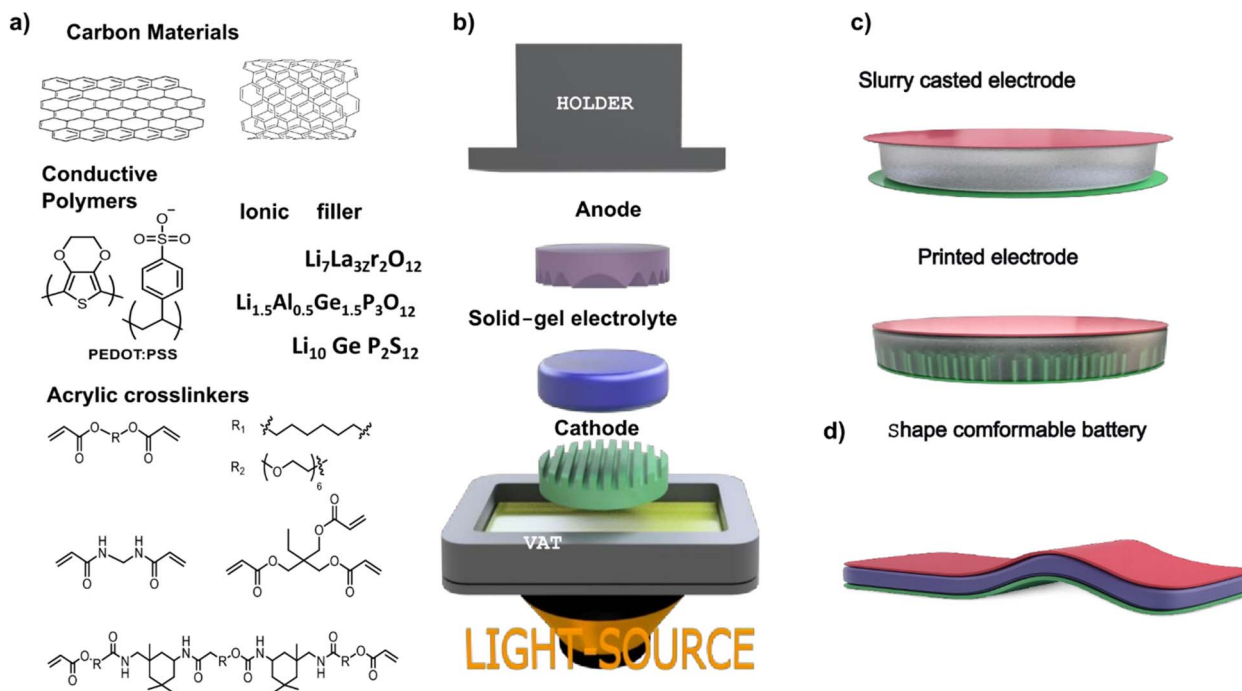 a)
Carbon Materials
Conductive
Polymers
O⁻
O=S=O
O O
S
PEDOT:PSS
Ionic filler
Li₇La₃Zr₂O₁₂
Li₁.₅Al₀.₅Ge₁.₅P₃O₁₂
Li₁₀ Ge P₂S₁₂
Acrylic crosslinkers
O R O
O O
R₁
R₂ O 6
H H
N N
O O
O
O
O O
O O
O H O H H O
O R N N R O N N R O
O H O O H O
b)
HOLDER
Anode
Solid-gel electrolyte
Cathode
VAT
LIGHT-SOURCE
c)
Slurry casted electrode
Printed electrode
d)
Shape comformable battery